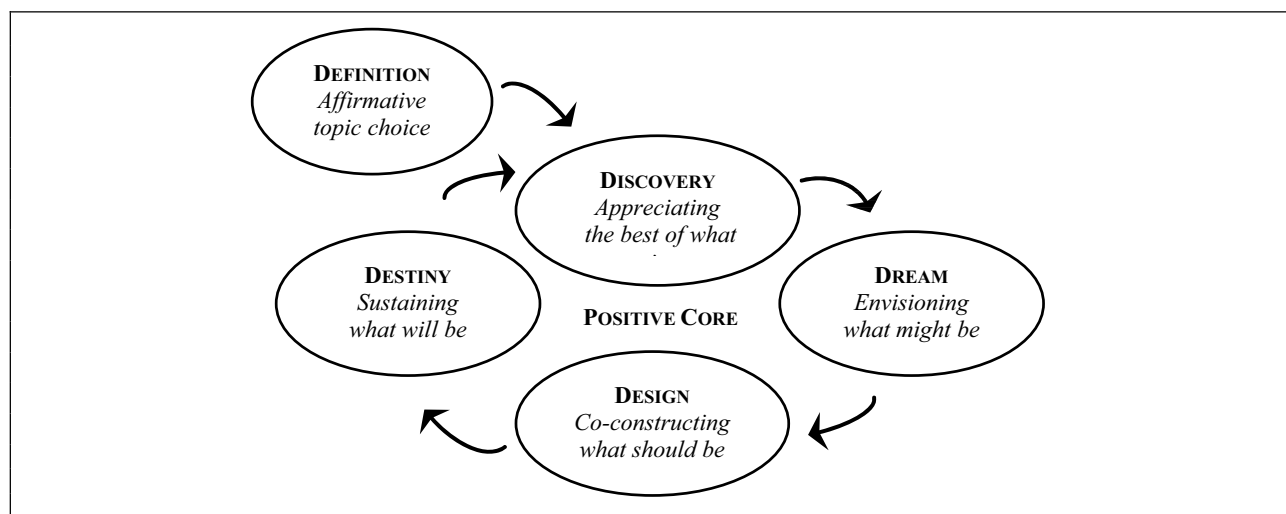 DEFINITION
Affirmative
topic choice
DISCOVERY
Appreciating
the best of what
DREAM
Envisioning
what might be
DESTINY
Sustaining
what will be
POSITIVE CORE
DESIGN
Co-constructing
what should be